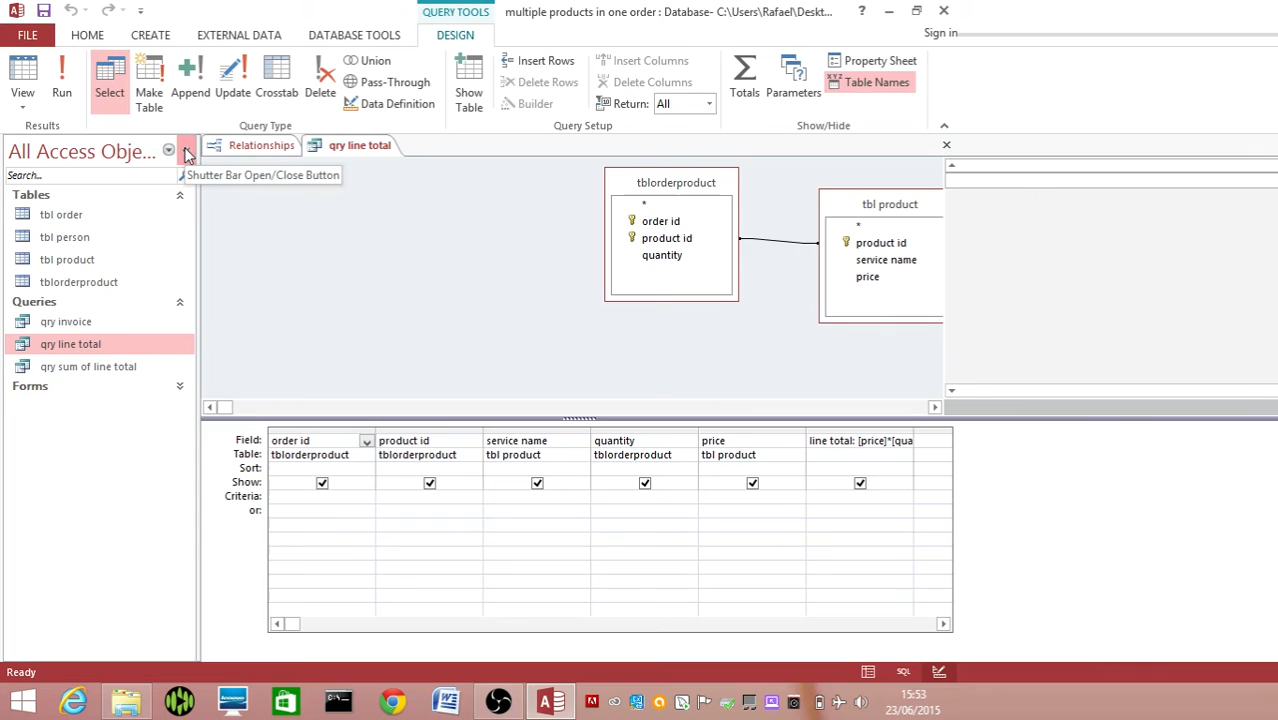 QUERY TOOLS
multiple products in one order : Database- C:\Users\Rafael\Deskt...
?
Sign in
FILE
HOME
CREATE
EXTERNAL DATA
DATABASE TOOLS
DESIGN
View
Run
Select
Make Table
Append
Update
Crosstab
Delete
Union
Pass-Through
Data Definition
Show Table
Insert Rows
Delete Rows
Builder
Insert Columns
Delete Columns
Return: All
Totals
Parameters
Property Sheet
Table Names
Results
Query Type
Query Setup
Show/Hide
All Access Obje...
Relationships
qry line total
Search..
Shutter Bar Open/Close Button
Tables
tbl order
tbl person
tbl product
tblorderproduct
Queries
qry invoice
qry line total
qry sum of line total
Forms
tblorderproduct
*
order id
product id
quantity
tbl product
*
product id
service name
price
Field: order id product id service name quantity price line total: [price]*[qua
Table: tblorderproduct tblorderproduct tbl product tblorderproduct tbl product
Sort:
Show:
Criteria:
or:
Ready
SQL
15:53
23/06/2015